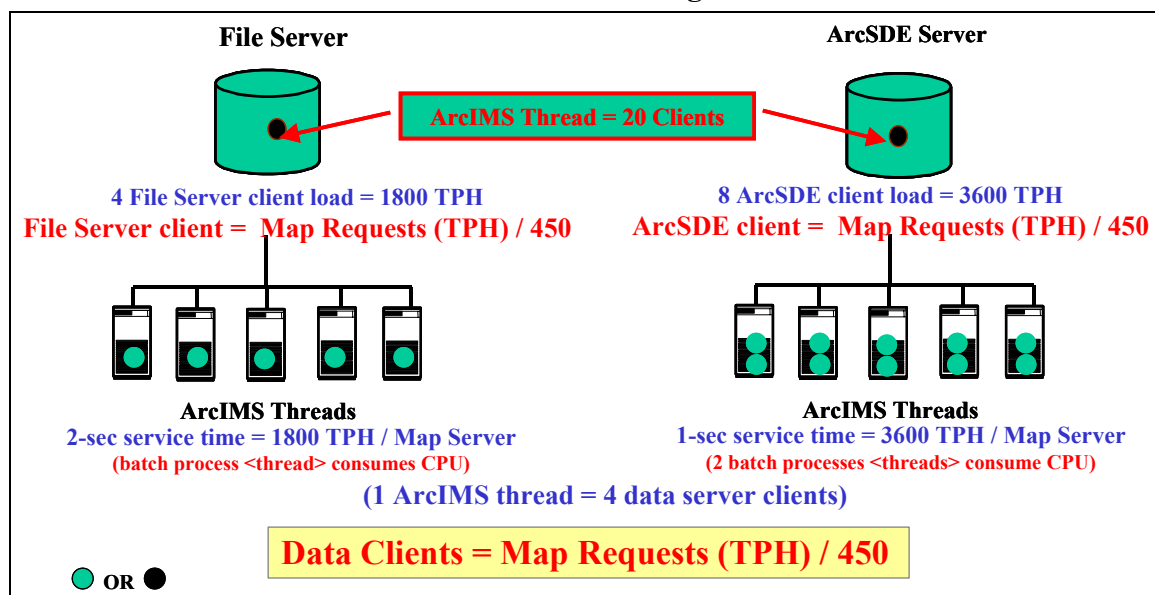 File Server
ArcSDE Server
ArcIMS Thread = 20 Clients
4 File Server client load = 1800 TPH
8 ArcSDE client load = 3600 TPH
File Server client = Map Requests (TPH) / 450
ArcSDE client = Map Requests (TPH) / 450
ArcIMS Threads
ArcIMS Threads
2-sec service time = 1800 TPH / Map Server
1-sec service time = 3600 TPH / Map Server
(batch process <thread> consumes CPU)
(2 batch processes <threads> consume CPU)
(1 ArcIMS thread = 4 data server clients)
Data Clients = Map Requests (TPH) / 450
OR